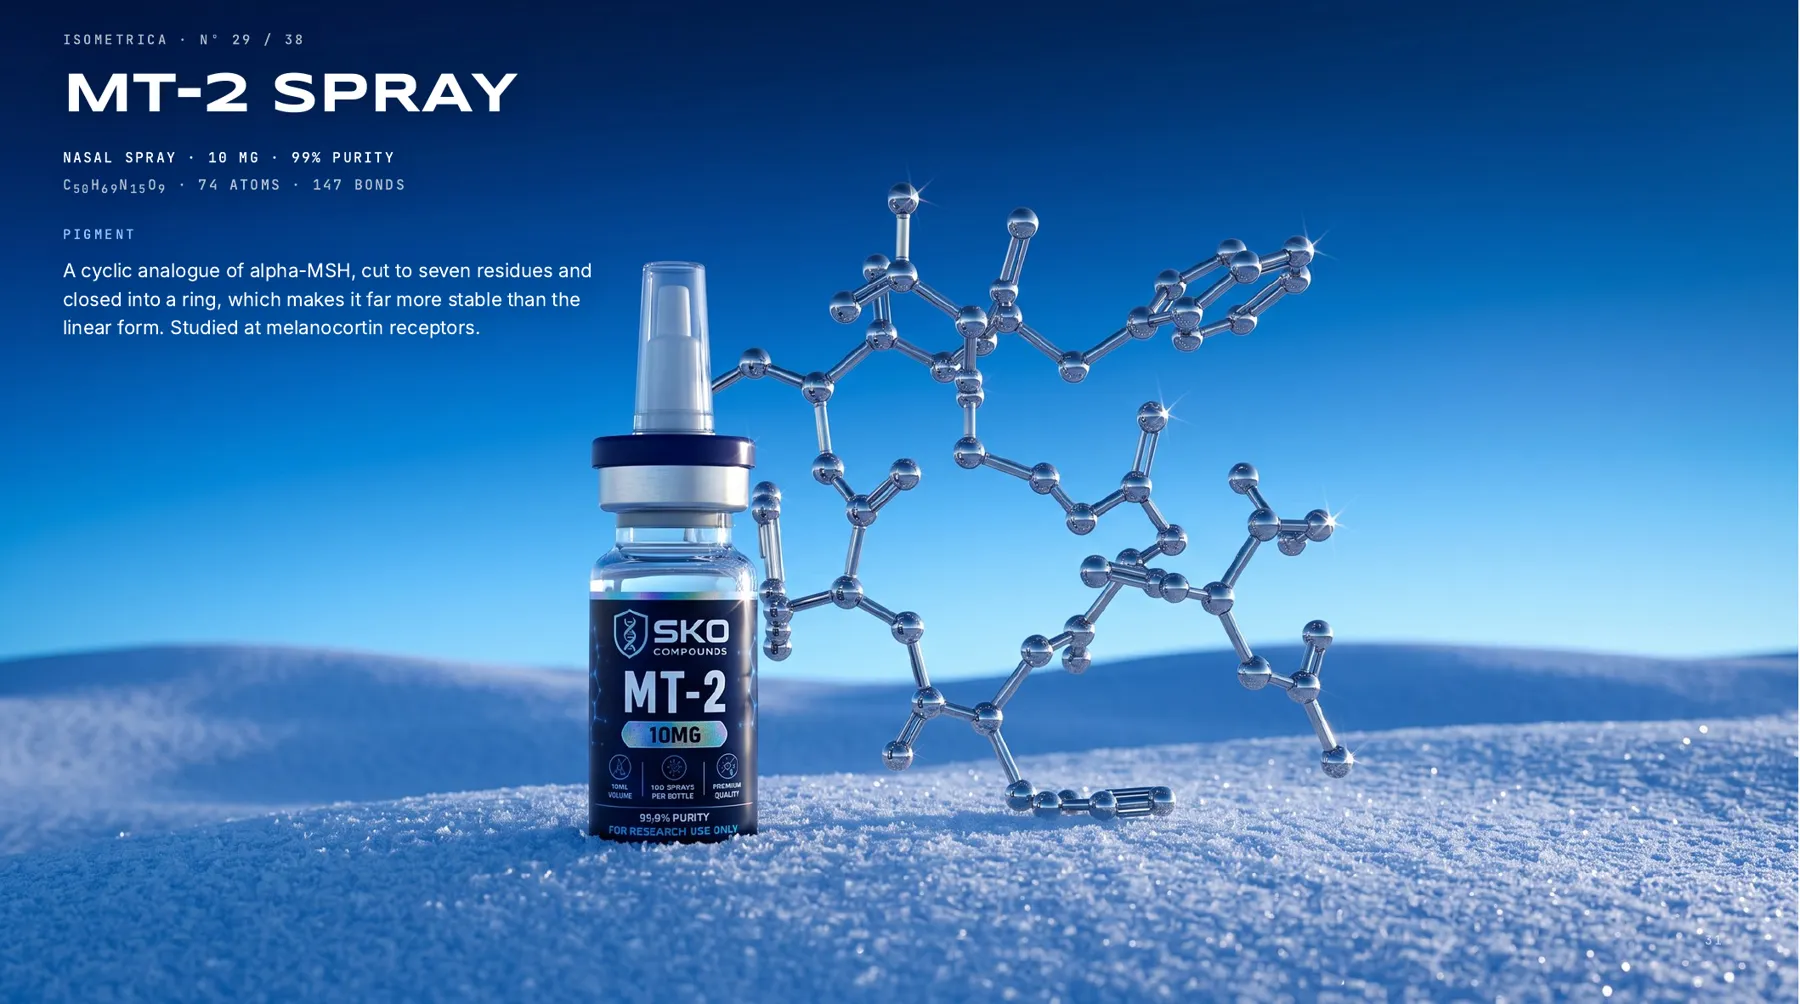 ISOMETRICA · N° 29 / 38
MT-2 SPRAY
NASAL SPRAY · 10 MG · 99% PURITY
C₅₀H₆₉N₁₅O₉ · 74 ATOMS · 147 BONDS
PIGMENT
A cyclic analogue of alpha-MSH, cut to seven residues and
closed into a ring, which makes it far more stable than the
linear form. Studied at melanocortin receptors.
SKO
COMPOUNDS
MT-2
10MG
10ML
VOLUME
100 SPRAYS
PER BOTTLE
PREMIUM
QUALITY
99,9% PURITY
FOR RESEARCH USE ONLY
31